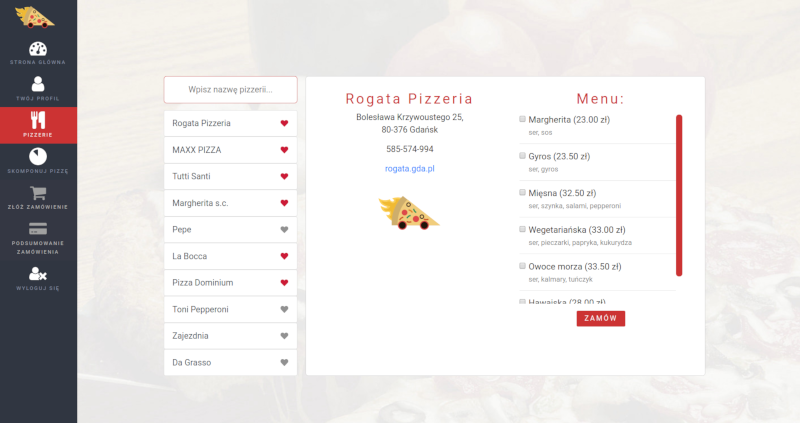 STRONA GŁÓWNA
TWÓJ PROFIL
PIZZERIE
SKOMPONUJ PIZZĘ
ZŁÓŻ ZAMÓWIENIE
PODSUMOWANIE
ZAMÓWIENIA
WYLOGUJ SIĘ
Wpisz nazwę pizzerii...
Rogata Pizzeria
MAXX PIZZA
Tutti Santi
Margherita s.c.
Pepe
La Bocca
Pizza Dominium
Toni Pepperoni
Zajezdnia
Da Grasso
Rogata Pizzeria
Bolesława Krzywoustego 25,
80-376 Gdańsk
585-574-994
rogata.gda.pl
Menu:
Margherita (23.00 zł)
ser, sos
Gyros (23.50 zł)
ser, gyros
Mięsna (32.50 zł)
ser, szynka, salami, pepperoni
Wegetariańska (33.00 zł)
ser, pieczarki, papryka, kukurydza
Owoce morza (33.50 zł)
ser, kalmary, tuńczyk
Hawajska (28.00 zł)
ZAMÓW